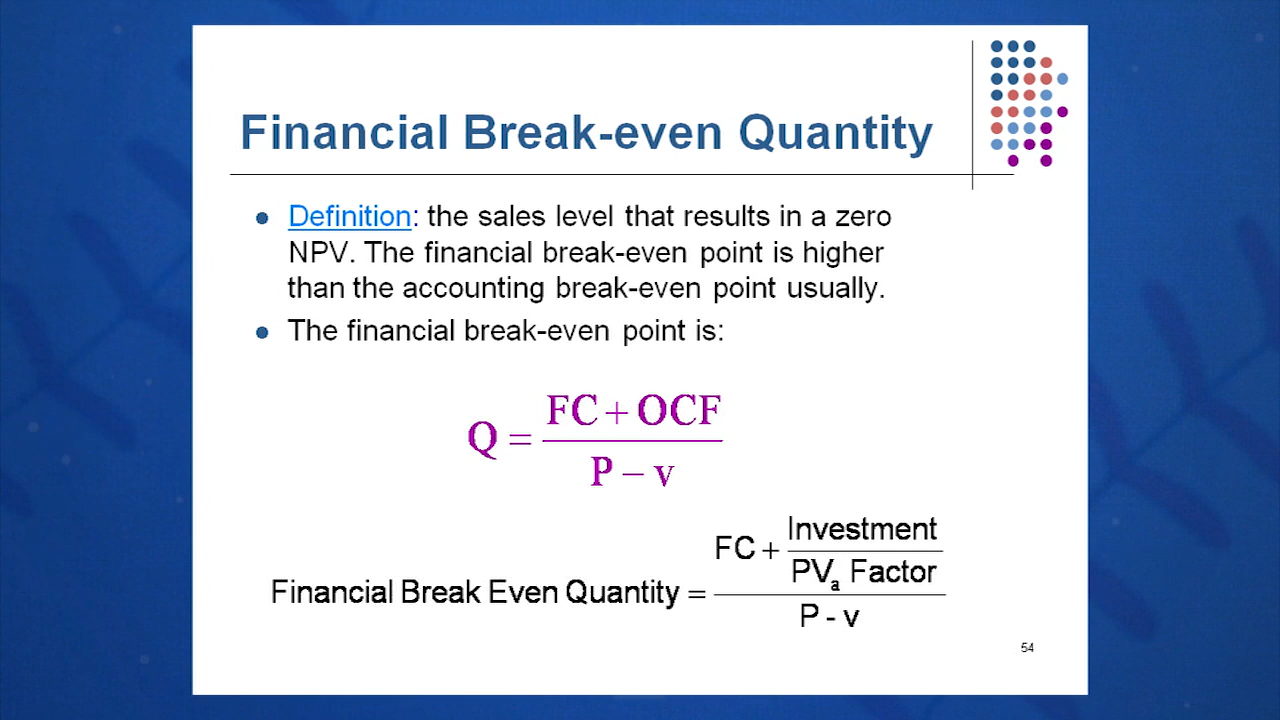 Financial Break-even Quantity
● Definition: the sales level that results in a zero
NPV. The financial break-even point is higher
than the accounting break-even point usually.
● The financial break-even point is:
Q = (FC + OCF) / (P – v)
Financial Break Even Quantity = (FC + Investment / PVₐ Factor) / (P - v)
54